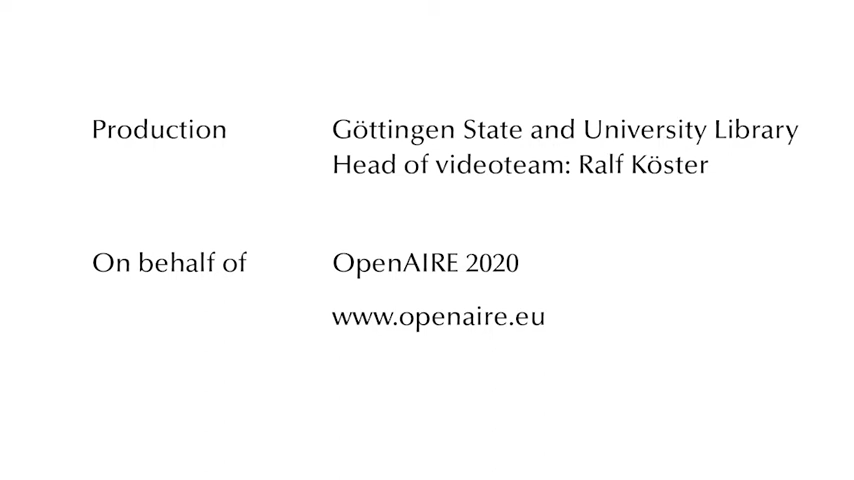 Production Göttingen State and University Library
Head of videoteam: Ralf Köster
On behalf of OpenAIRE 2020
www.openaire.eu